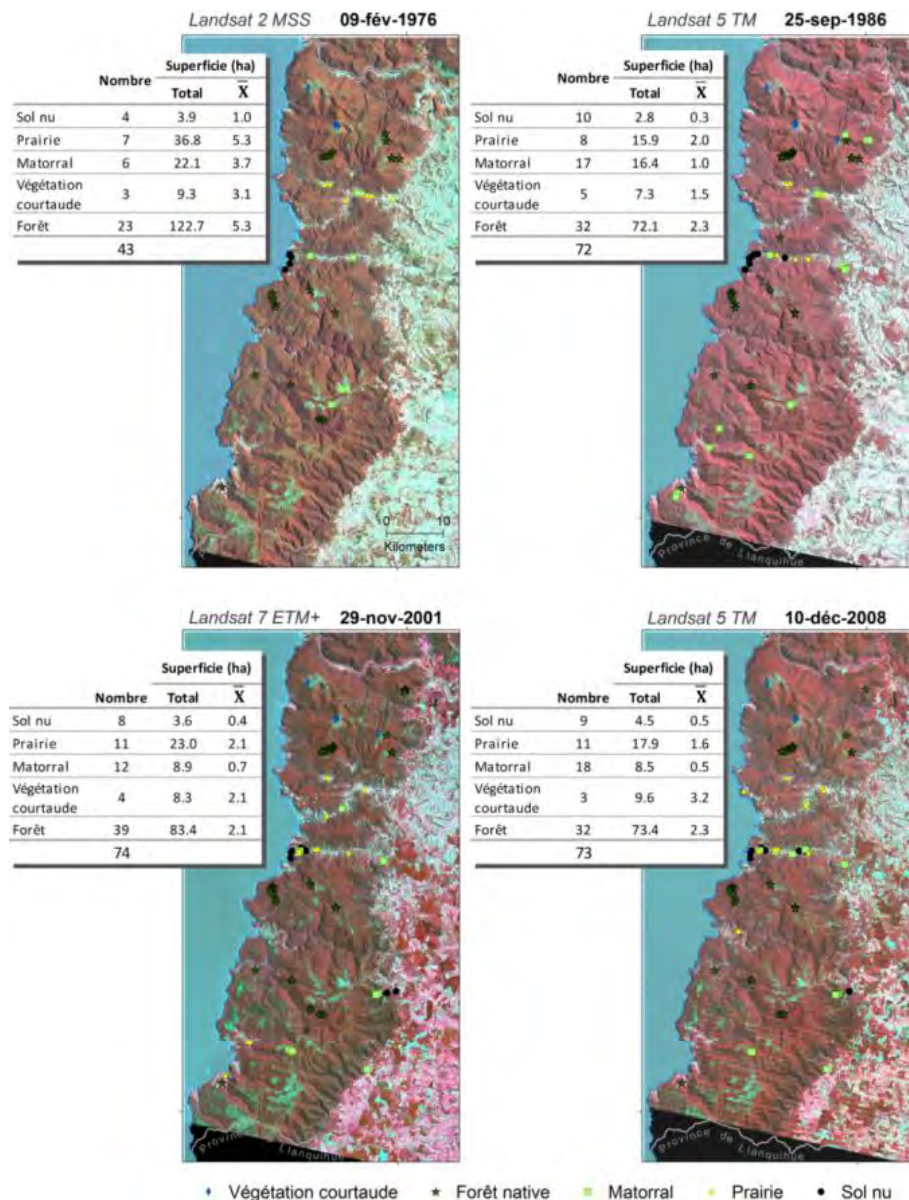 Landsat 2 MSS 09-fév-1976
Superficie (ha)
Nombre
Total X̄
Sol nu 4 3.9 1.0
Prairie 7 36.8 5.3
Matorral 6 22.1 3.7
Végétation
courtaude 3 9.3 3.1
Forêt 23 122.7 5.3
43
0 10
Kilometers
Landsat 5 TM 25-sep-1986
Superficie (ha)
Nombre
Total X̄
Sol nu 10 2.8 0.3
Prairie 8 15.9 2.0
Matorral 17 16.4 1.0
Végétation
courtaude 5 7.3 1.5
Forêt 32 72.1 2.3
72
Province de Llanquihue
Landsat 7 ETM+ 29-nov-2001
Superficie (ha)
Nombre Total X̄
Sol nu 8 3.6 0.4
Prairie 11 23.0 2.1
Matorral 12 8.9 0.7
Végétation
courtaude 4 8.3 2.1
Forêt 39 83.4 2.1
74
Province de Llanquihue
Landsat 5 TM 10-déc-2008
Superficie (ha)
Nombre Total X̄
Sol nu 9 4.5 0.5
Prairie 11 17.9 1.6
Matorral 18 8.5 0.5
Végétation
courtaude 3 9.6 3.2
Forêt 32 73.4 2.3
73
Province de Llanquihue
Végétation courtaude Forêt native Matorral Prairie Sol nu